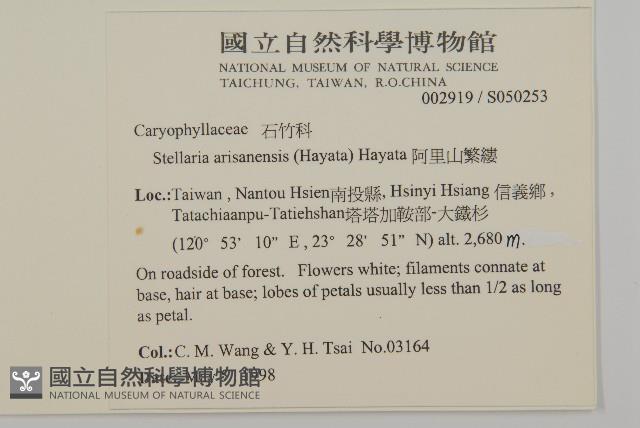 國立自然科學博物館
NATIONAL MUSEUM OF NATURAL SCIENCE
TAICHUNG, TAIWAN, R.O.CHINA
002919 / S050253
Caryophyllaceae 石竹科
Stellaria arisanensis (Hayata) Hayata 阿里山繁縷
Loc.:Taiwan , Nantou Hsien南投縣, Hsinyi Hsiang 信義鄉 ,
Tatachiaanpu-Tatiehshan塔塔加鞍部-大鐵杉
(120° 53' 10" E , 23° 28' 51" N) alt. 2,680 m.
On roadside of forest. Flowers white; filaments connate at
base, hair at base; lobes of petals usually less than 1/2 as long
as petal.
Col.: C. M. Wang & Y. H. Tsai No.03164
國立自然科學博物館
NATIONAL MUSEUM OF NATURAL SCIENCE